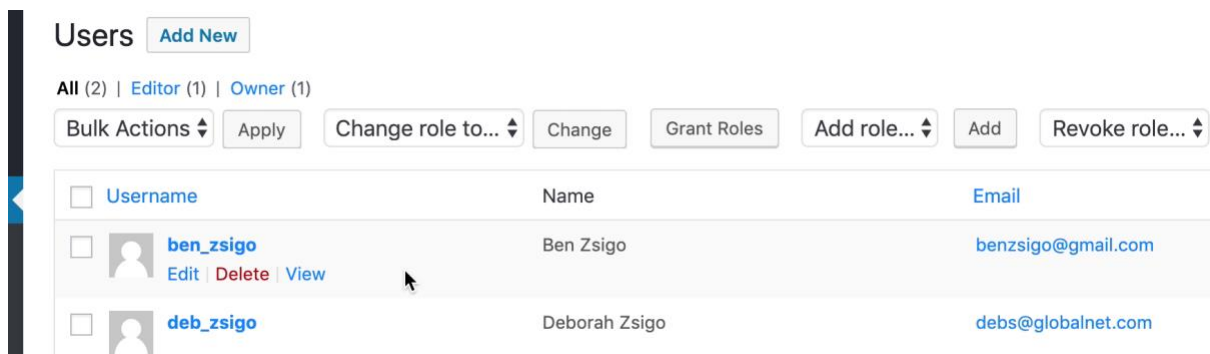 Users Add New
All (2) | Editor (1) | Owner (1)
Bulk Actions Apply Change role to... Change Grant Roles Add role... Add Revoke role...
Username Name Email
ben_zsigo Ben Zsigo benzsigo@gmail.com
Edit | Delete | View
deb_zsigo Deborah Zsigo debs@globalnet.com